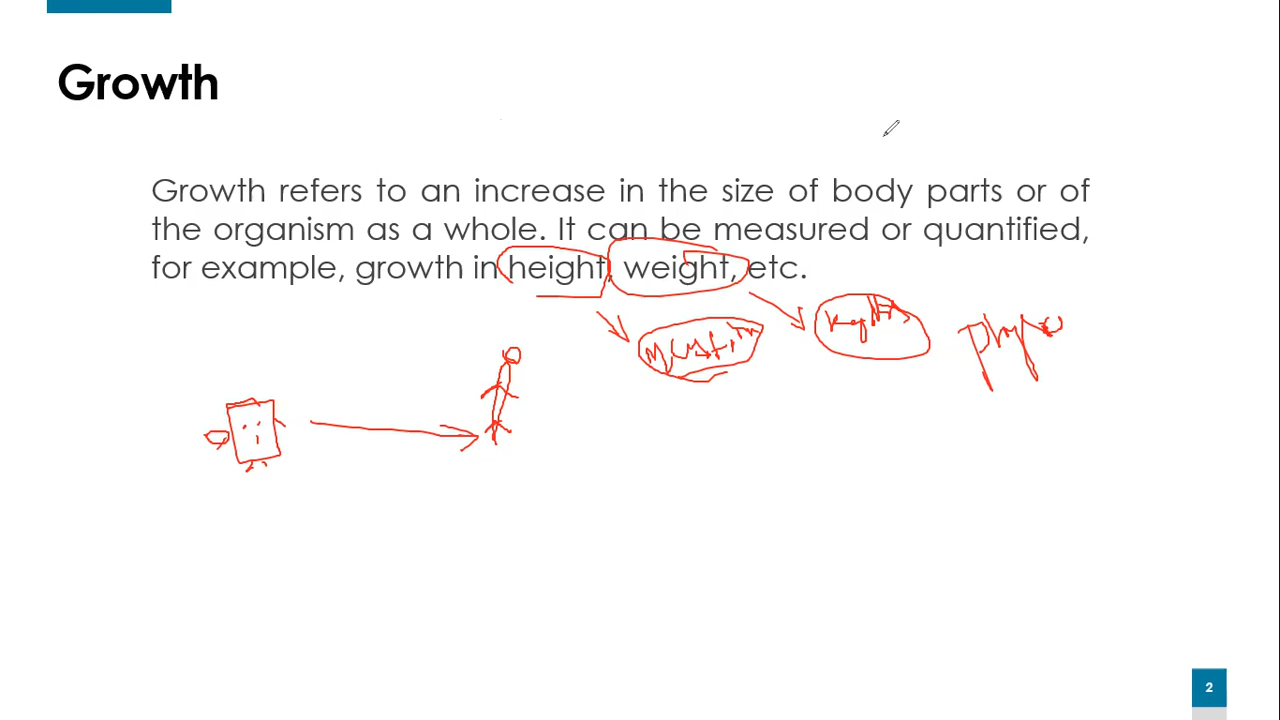 Growth
Growth refers to an increase in the size of body parts or of
the organism as a whole. It can be measured or quantified,
for example, growth in height, weight, etc.
2